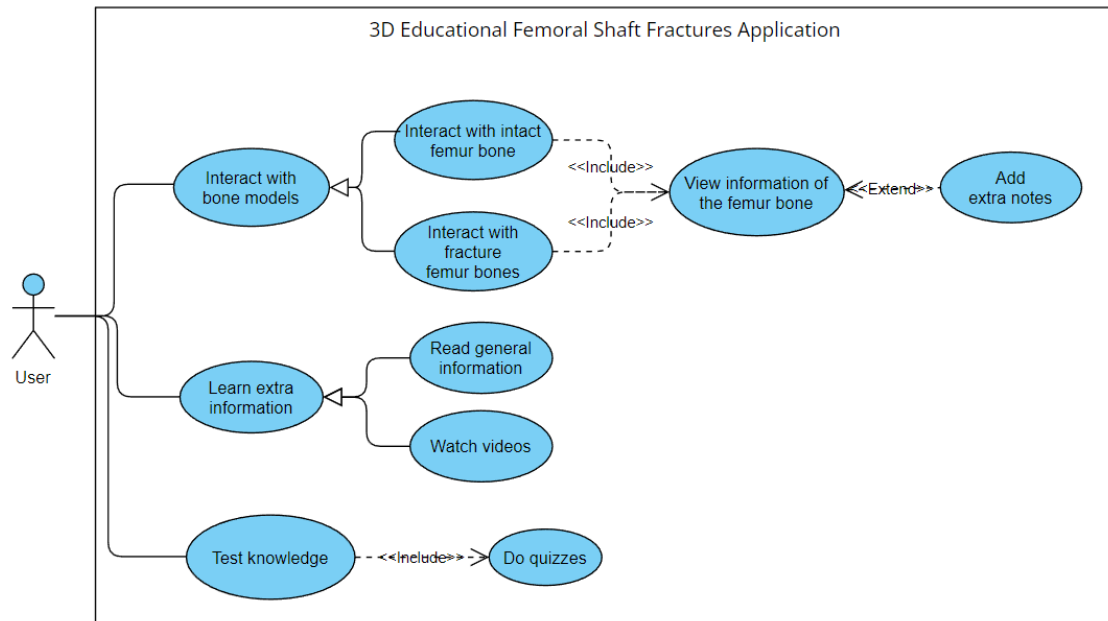 3D Educational Femoral Shaft Fractures Application
Interact with intact
femur bone
<<Include>>
Interact with
bone models
View information of
the femur bone
<<Extend>>
Add
extra notes
<<Include>>
Interact with
fracture
femur bones
User
Read general
information
Learn extra
information
Watch videos
Test knowledge
<<Include>>
Do quizzes